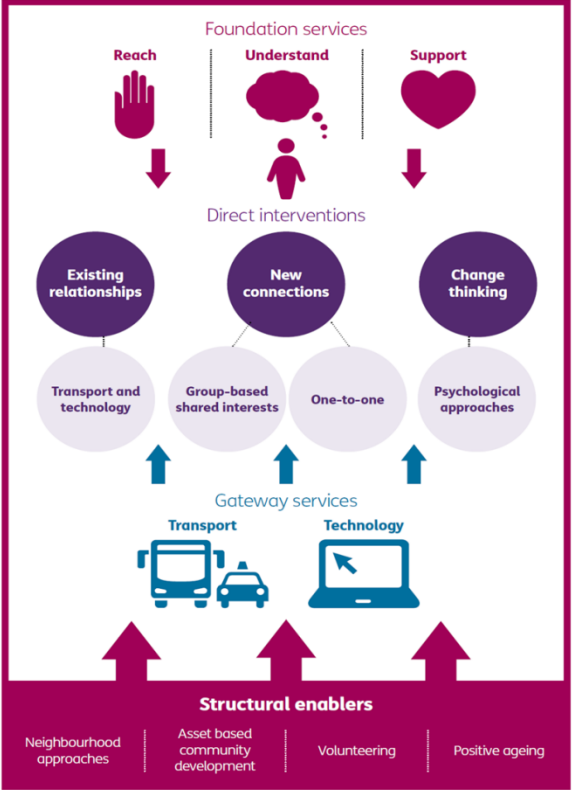 Foundation services
Reach
Understand
Support
Direct interventions
Existing
relationships
New
connections
Change
thinking
Transport and
technology
Group-based
shared interests
One-to-one
Psychological
approaches
Gateway services
Transport
Technology
Structural enablers
Neighbourhood
approaches
Asset based
community
development
Volunteering
Positive ageing